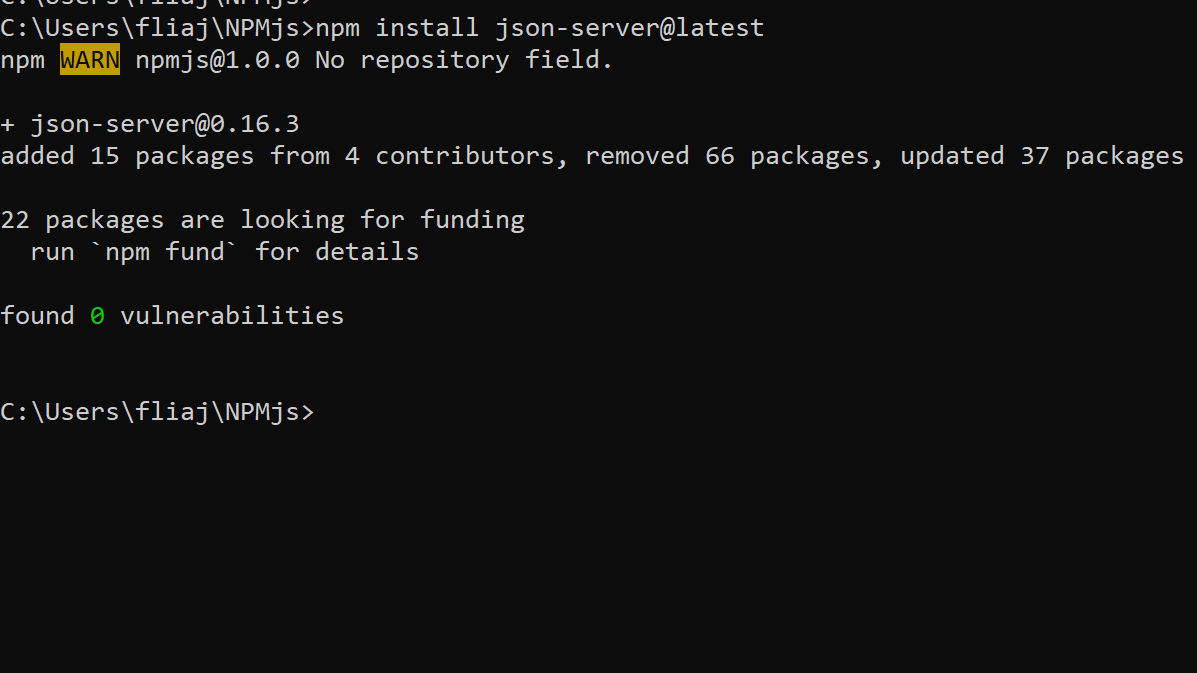 C:\Users\fliaj\NPMjs>
C:\Users\fliaj\NPMjs>npm install json-server@latest
npm WARN npmjs@1.0.0 No repository field.
+ json-server@0.16.3
added 15 packages from 4 contributors, removed 66 packages, updated 37 packages
22 packages are looking for funding
run `npm fund` for details
found 0 vulnerabilities
C:\Users\fliaj\NPMjs>